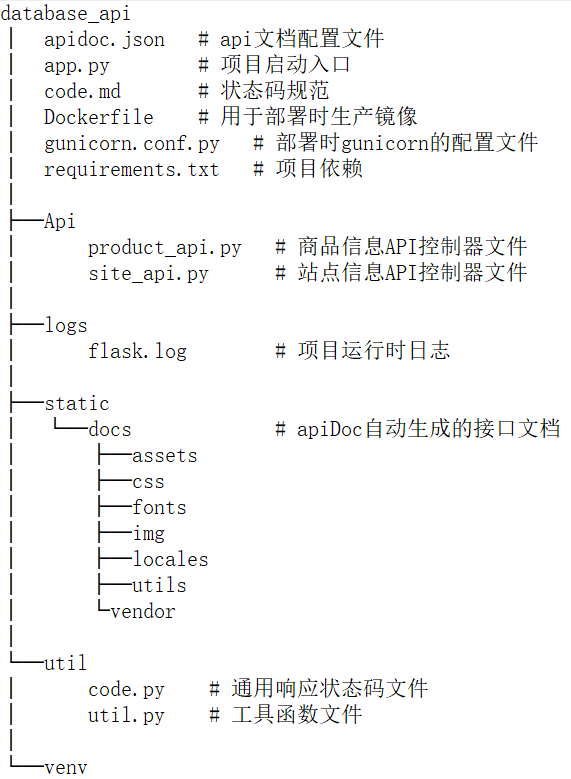 database_api
│  apidoc.json   # api文档配置文件
│  app.py        # 项目启动入口
│  code.md       # 状态码规范
│  Dockerfile    # 用于部署时生产镜像
│  gunicorn.conf.py   # 部署时gunicorn的配置文件
│  requirements.txt   # 项目依赖
│
├──Api
│      product_api.py   # 商品信息API控制器文件
│      site_api.py      # 站点信息API控制器文件
│
├──logs
│      flask.log        # 项目运行时日志
│
├──static
│   └──docs             # apiDoc自动生成的接口文档
│       ├──assets
│       ├──css
│       ├──fonts
│       ├──img
│       ├──locales
│       ├──utils
│       └vendor
│
└──util
│      code.py    # 通用响应状态码文件
│      util.py    # 工具函数文件
│
└──venv